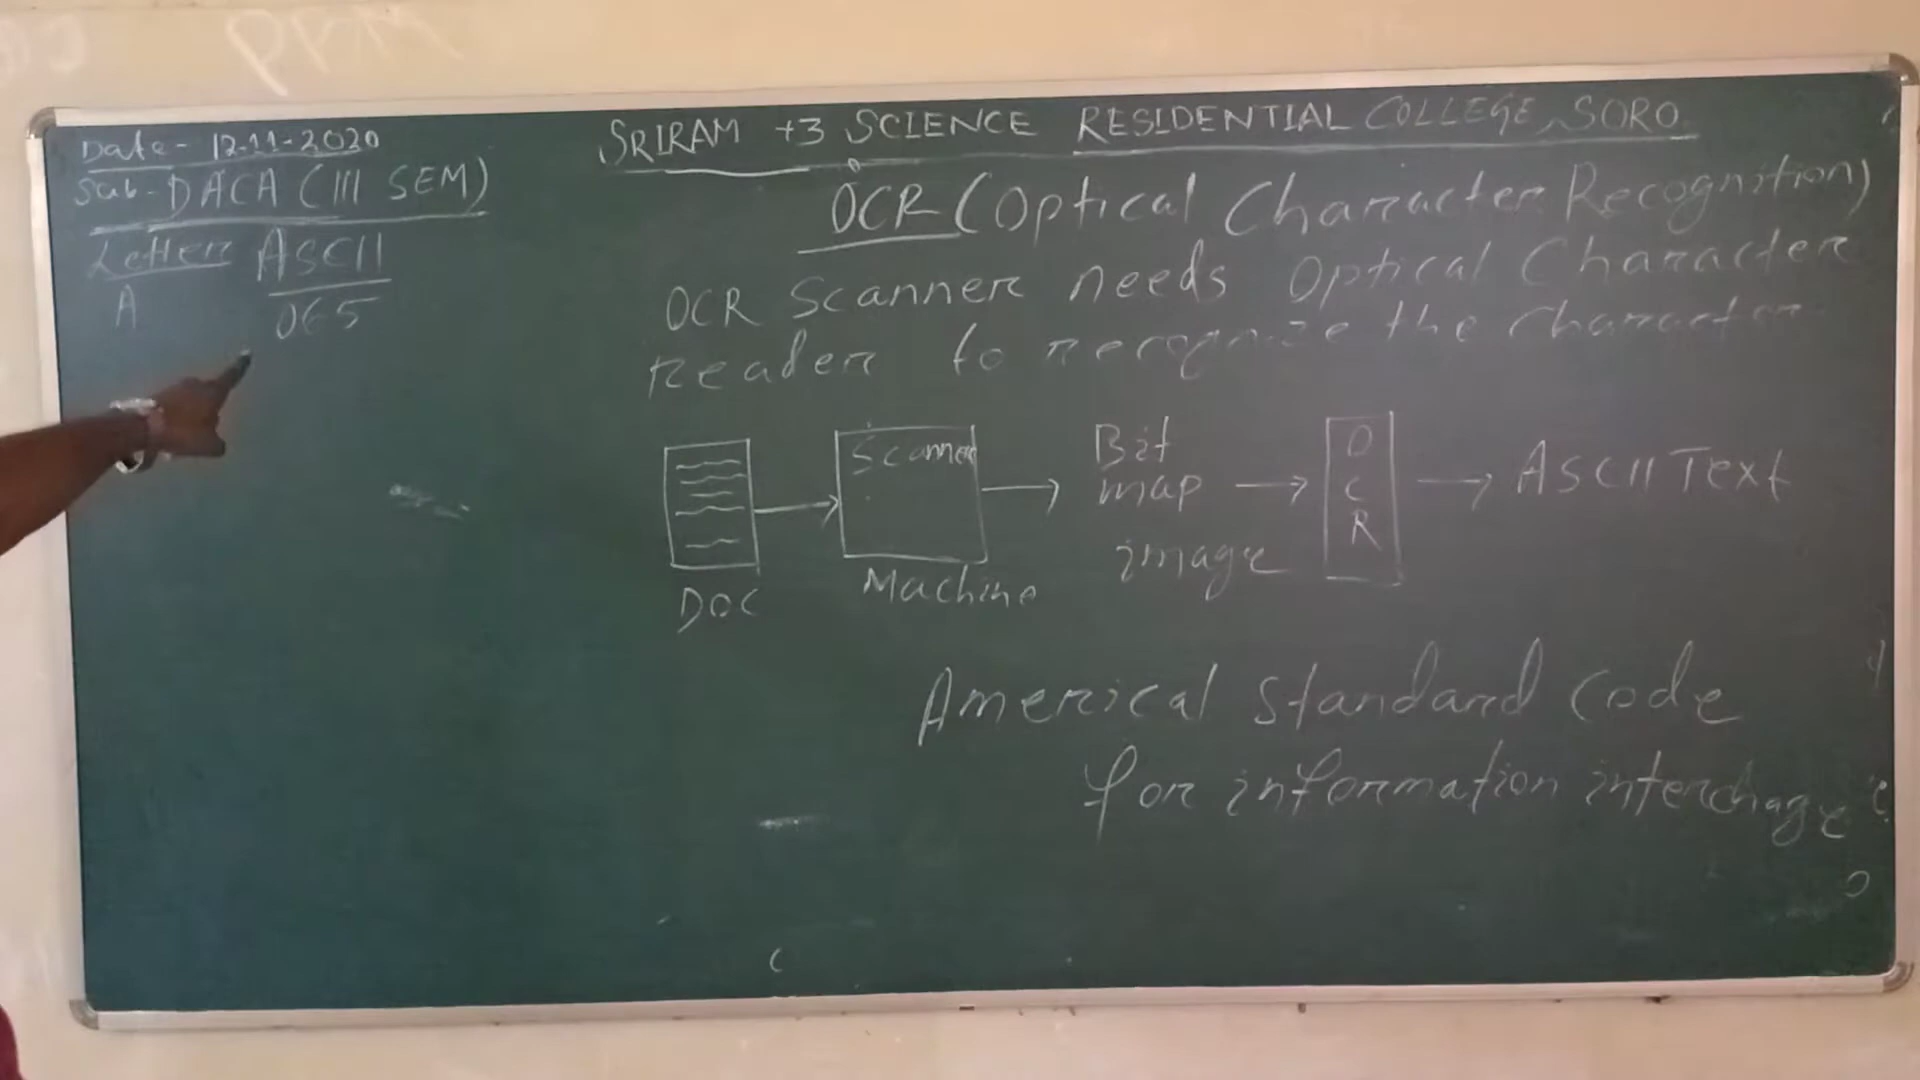 PPM
SRIRAM +3 SCIENCE RESIDENTIAL COLLEGE, SORO
Date - 12-11-2020
Sub - DACA (III SEM)
Letter ASCII
A 065
OCR (Optical Character Recognition)
OCR Scanner needs Optical Character
Reader to recognize the character
Scanner
DOC
Machine
Bit
map
image
O
C
R
ASCII Text
Americal Standard Code
for information interchage